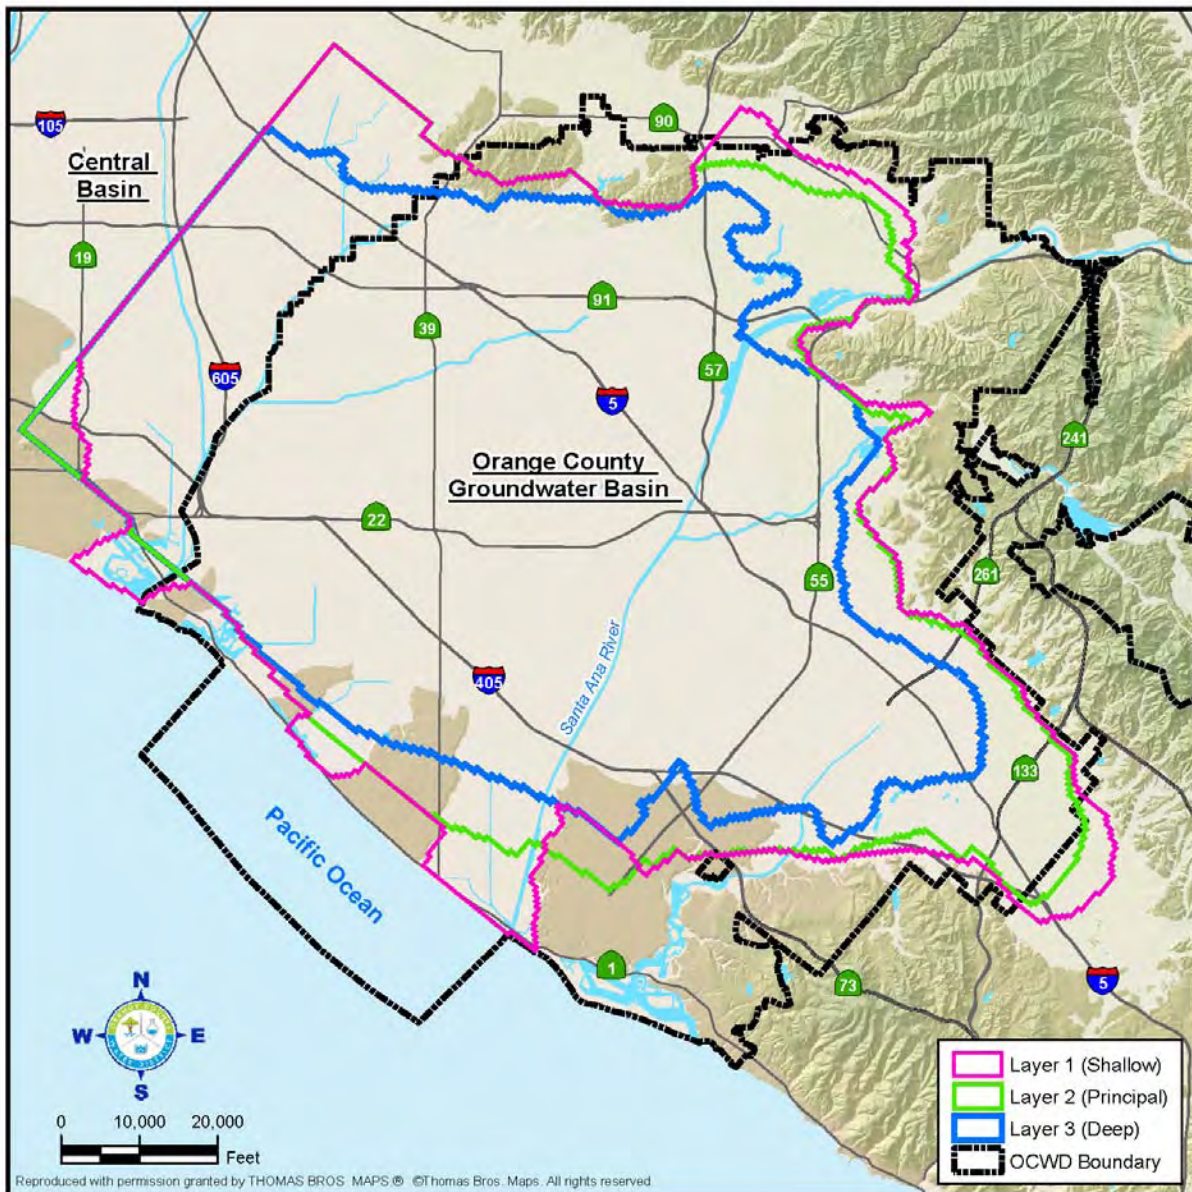 105
90
Central
Basin
19
91
39
57
605
5
241
Orange County
Groundwater Basin
22
55
261
Santa Ana River
405
133
Pacific Ocean
1
73
5
N
W
E
S
0
10,000
20,000
Feet
Layer 1 (Shallow)
Layer 2 (Principal)
Layer 3 (Deep)
OCWD Boundary
Reproduced with permission granted by THOMAS BROS MAPS ® ©Thomas Bros. Maps. All rights reserved